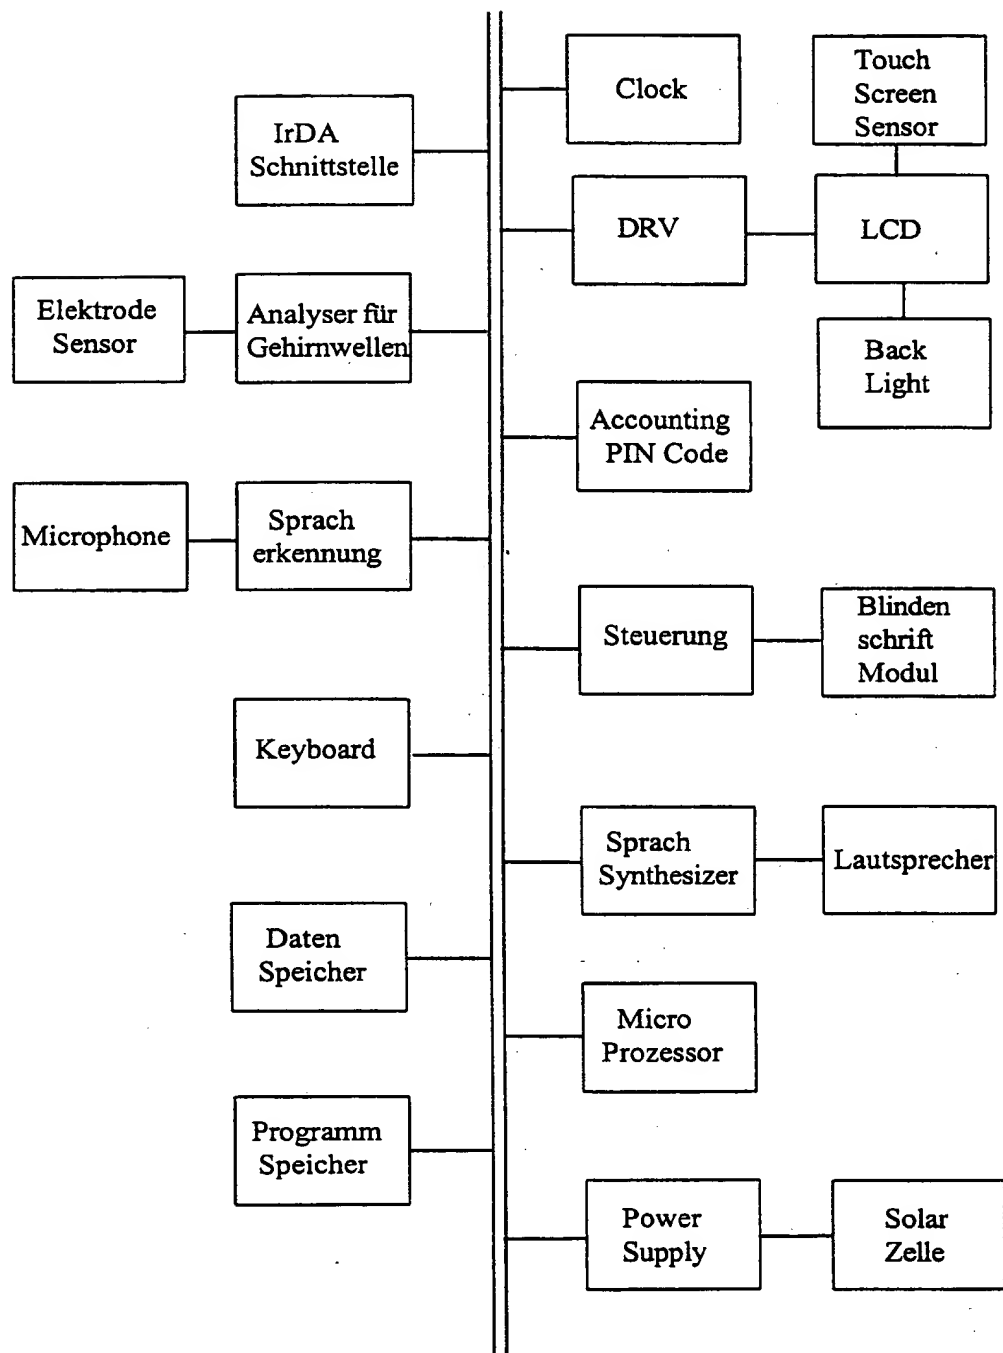 IrDA
Schnittstelle
Elektrode
Sensor
Analyser für
Gehirnwellen
Microphone
Sprach
erkennung
Keyboard
Daten
Speicher
Programm
Speicher
Clock
Touch
Screen
Sensor
DRV
LCD
Back
Light
Accounting
PIN Code
Steuerung
Blinden
schrift
Modul
Sprach
Synthesizer
Lautsprecher
Micro
Prozessor
Power
Supply
Solar
Zelle